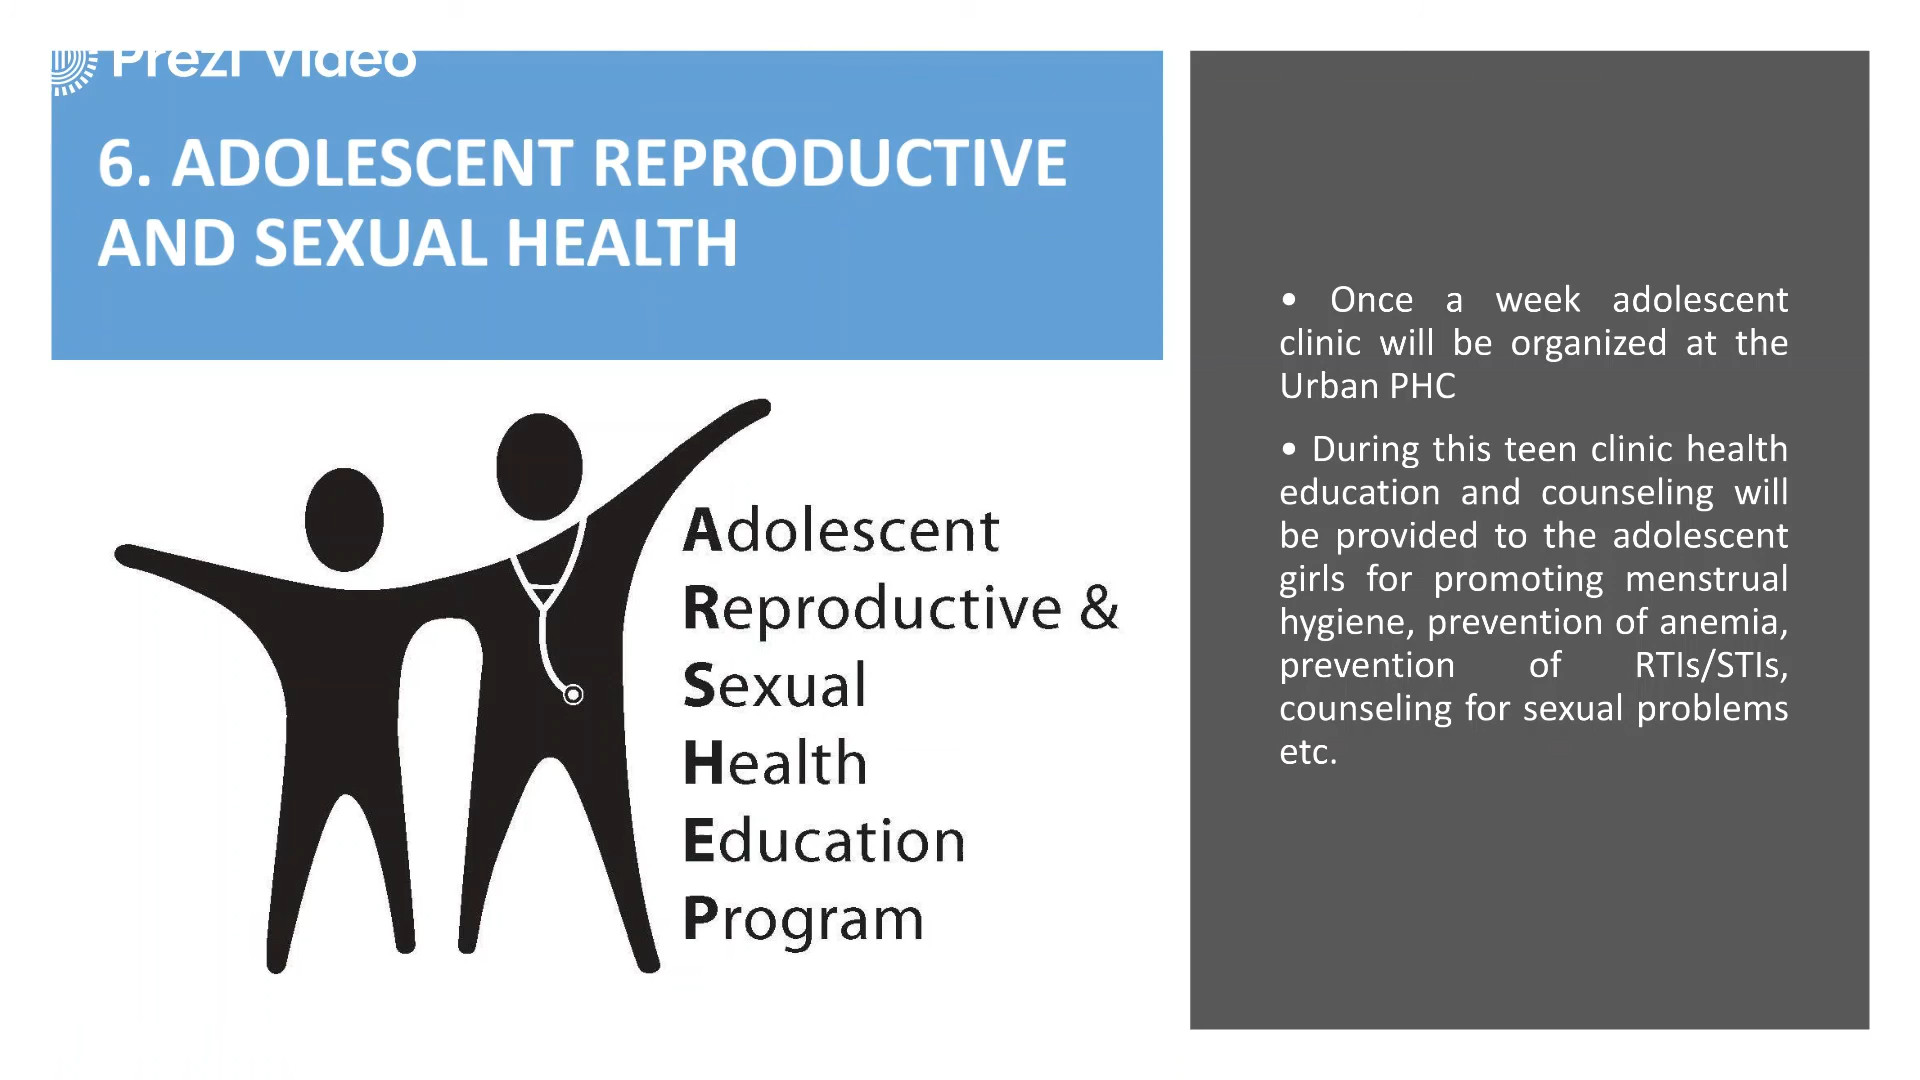 Prezi Video
6. ADOLESCENT REPRODUCTIVE
AND SEXUAL HEALTH
Adolescent
Reproductive &
Sexual
Health
Education
Program
• Once a week adolescent
clinic will be organized at the
Urban PHC
• During this teen clinic health
education and counseling will
be provided to the adolescent
girls for promoting menstrual
hygiene, prevention of anemia,
prevention of RTIs/STIs,
counseling for sexual problems
etc.